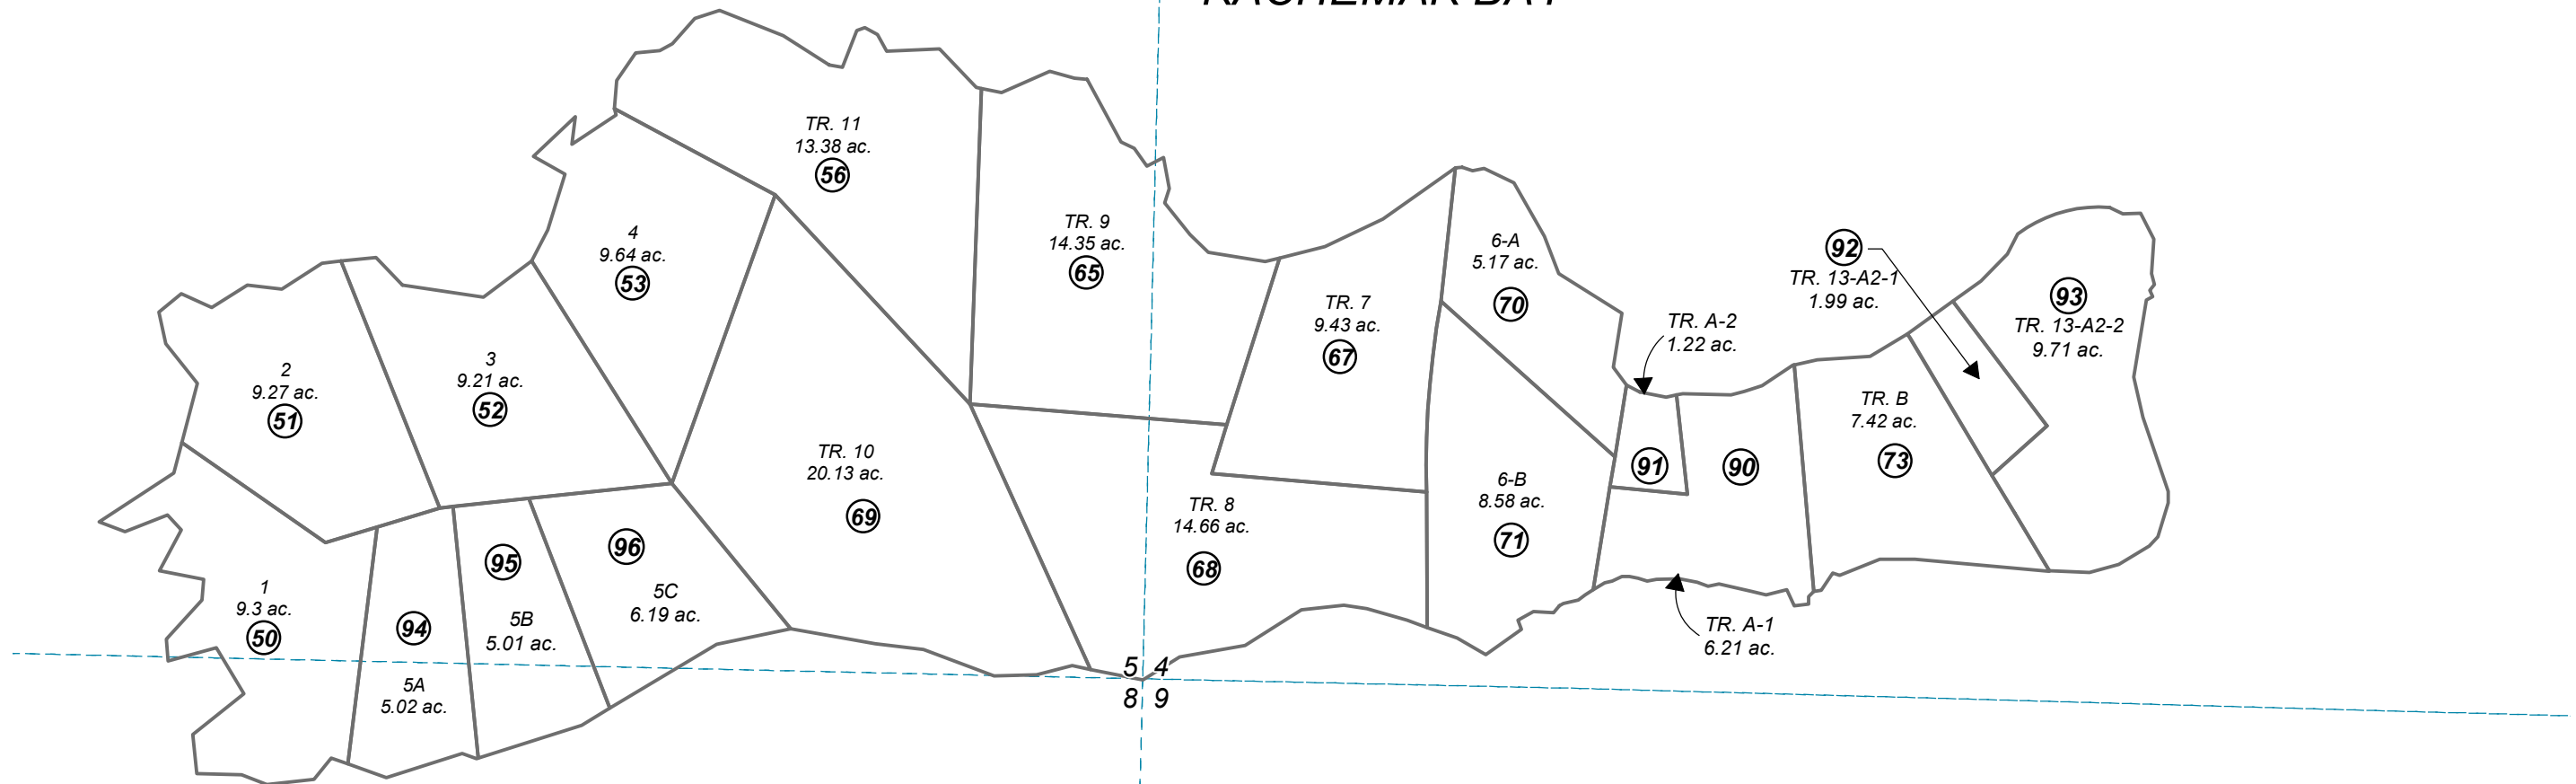 KACHEMAK BAY
TR. 11
13.38 ac.
56
TR. 9
14.35 ac.
65
4
9.64 ac.
53
6-A
5.17 ac.
70
92
TR. 13-A2-1
1.99 ac.
93
TR. 13-A2-2
9.71 ac.
TR. 7
9.43 ac.
67
TR. A-2
1.22 ac.
2
9.27 ac.
51
3
9.21 ac.
52
TR. B
7.42 ac.
73
TR. 10
20.13 ac.
69
91
90
6-B
8.58 ac.
71
TR. 8
14.66 ac.
68
1
9.3 ac.
50
94
5A
5.02 ac.
95
5B
5.01 ac.
96
5C
6.19 ac.
TR. A-1
6.21 ac.
5 4
8 9